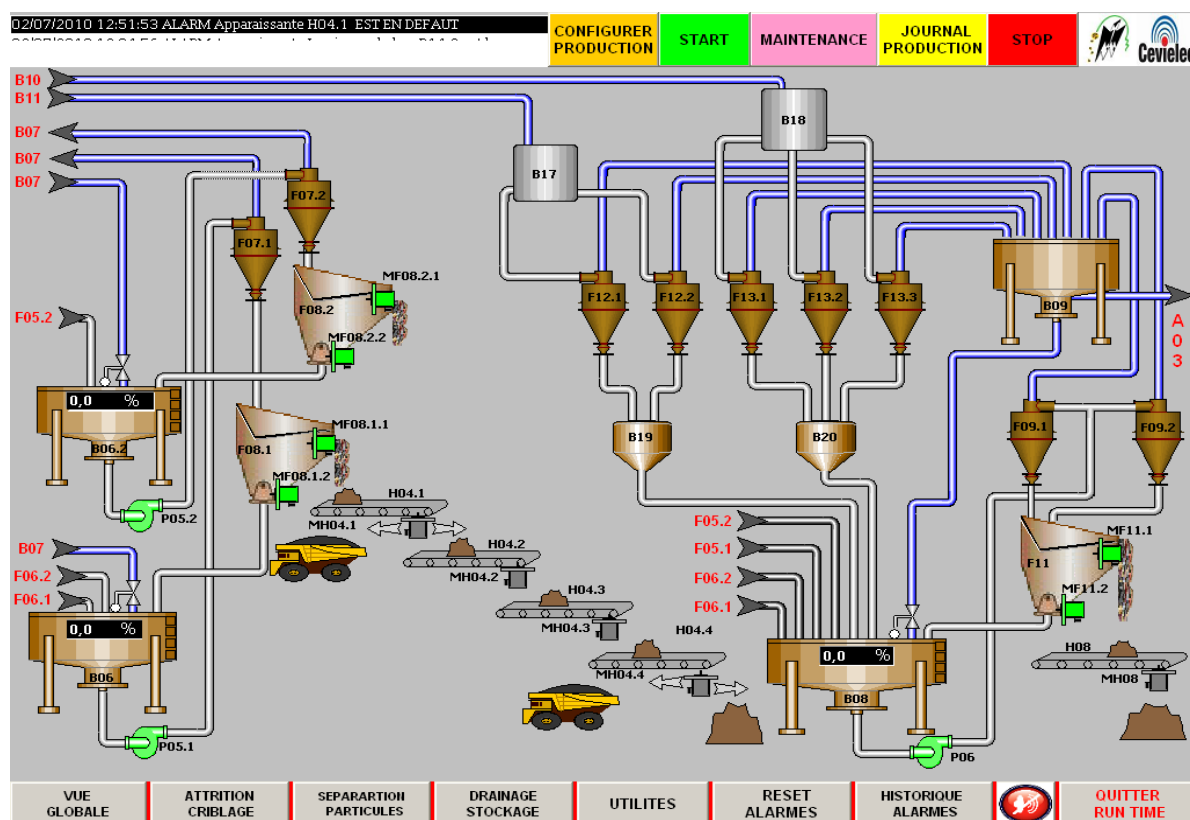 02/07/2010 12:51:53 ALARM Apparaissante H04.1 EST EN DEFAUT
CONFIGURER
PRODUCTION
START
MAINTENANCE
JOURNAL
PRODUCTION
STOP
Cevielec
B10
B11
B07
B07
B07
B18
B17
F07.2
F07.1
MF08.2.1
F08.2
MF08.2.2
F12.1
F12.2
F13.1
F13.2
F13.3
B09
A
0
3
F05.2
0,0 %
B06.2
P05.2
F08.1
MF08.1.1
MF08.1.2
B19
B20
F09.1
F09.2
H04.1
MH04.1
H04.2
MH04.2
H04.3
MH04.3
H04.4
MH04.4
B07
F06.2
F06.1
0,0 %
B06
P05.1
F05.2
F05.1
F06.2
F06.1
0,0 %
B08
P06
MF11.1
F11
MF11.2
H08
MH08
VUE
GLOBALE
ATTRITION
CRIBLAGE
SEPARARTION
PARTICULES
DRAINAGE
STOCKAGE
UTILITES
RESET
ALARMES
HISTORIQUE
ALARMES
QUITTER
RUN TIME